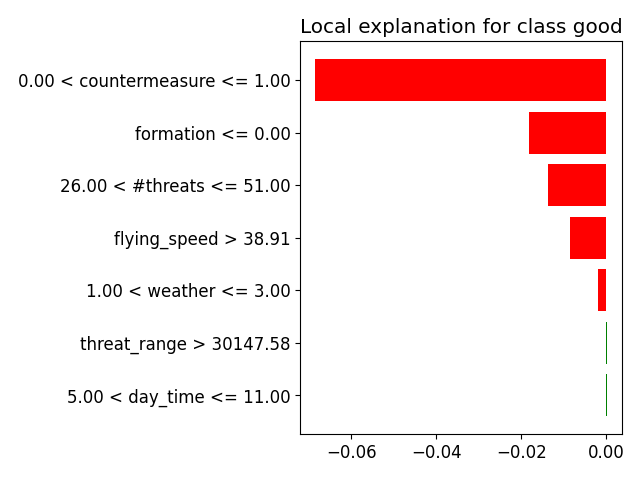 Local explanation for class good
0.00 < countermeasure <= 1.00
formation <= 0.00
26.00 < #threats <= 51.00
flying_speed > 38.91
1.00 < weather <= 3.00
threat_range > 30147.58
5.00 < day_time <= 11.00
−0.06 −0.04 −0.02 0.00